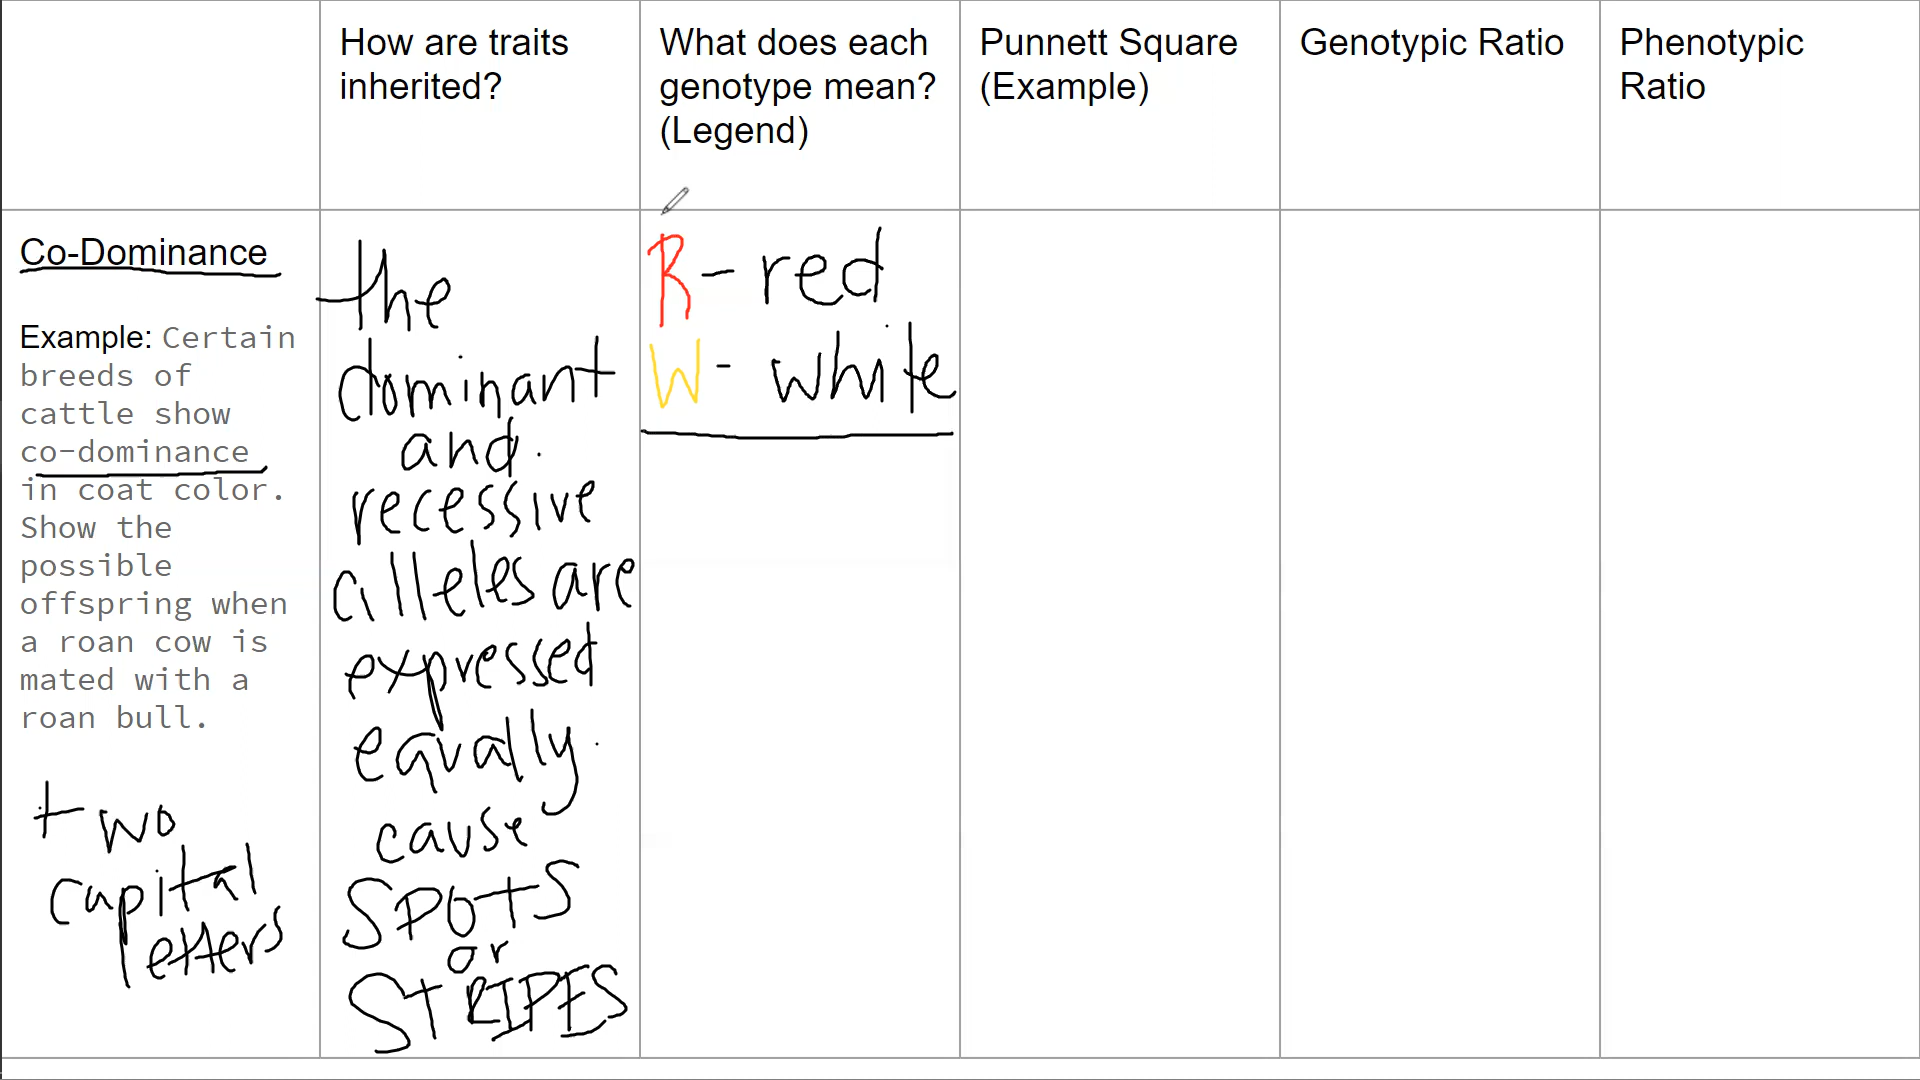 How are traits
inherited?
What does each
genotype mean?
(Legend)
Punnett Square
(Example)
Genotypic Ratio
Phenotypic
Ratio
Co-Dominance
Example: Certain
breeds of
cattle show
co-dominance
in coat color.
Show the
possible
offspring when
a roan cow is
mated with a
roan bull.
two
capital
letters
the
dominant
and
recessive
alleles are
expressed
equally
cause
SPOTS
or
STRIPES
R - red
W - white